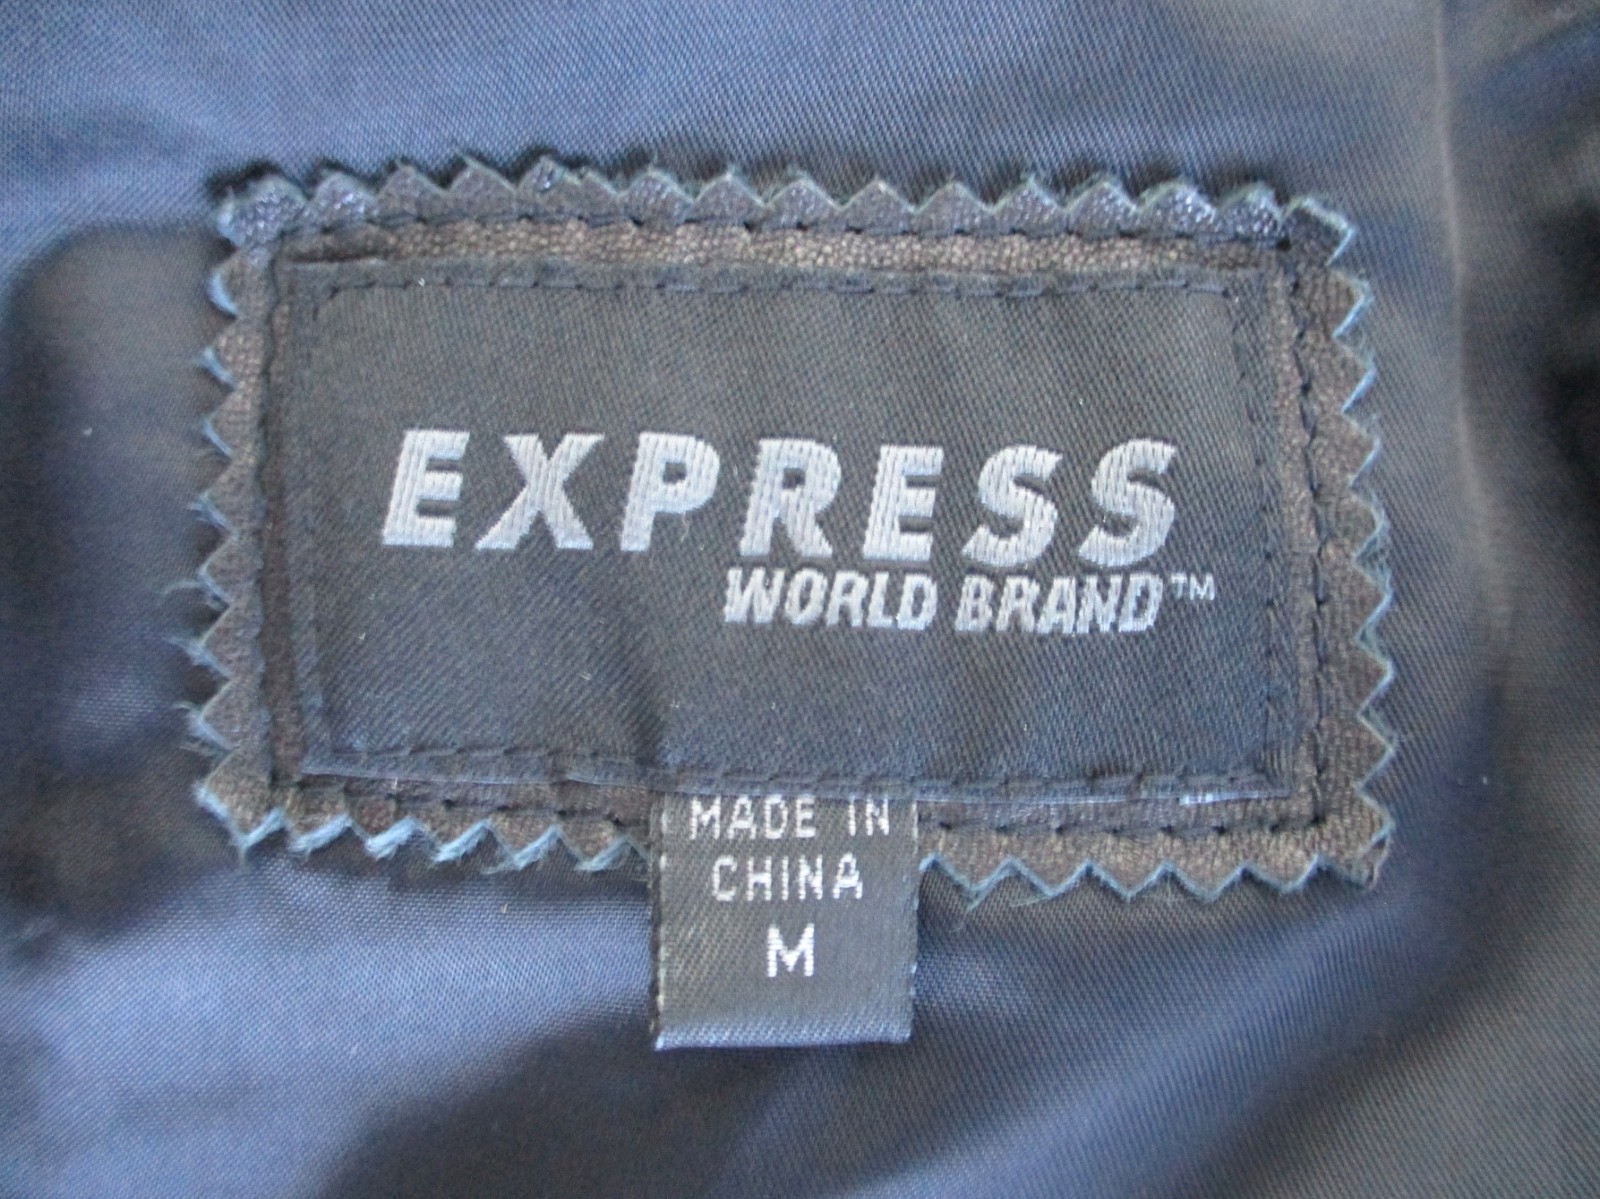 EXPRESS
WORLD BRAND™
MADE IN
CHINA
M